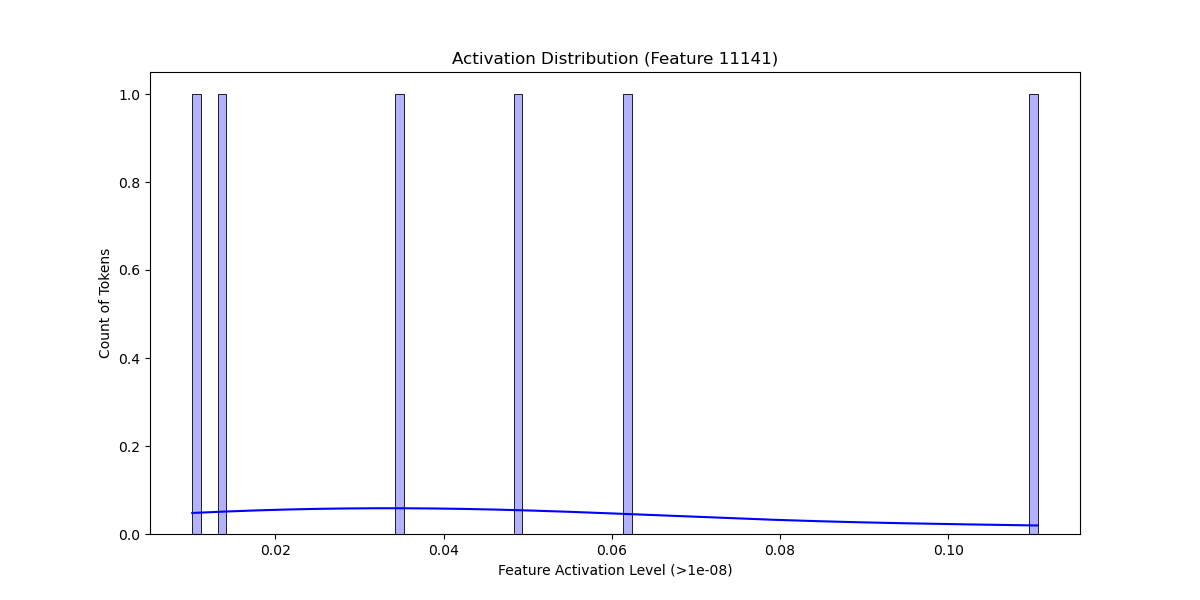 Activation Distribution (Feature 11141)
1.0
0.8
0.6
0.4
0.2
0.0
Count of Tokens
0.02 0.04 0.06 0.08 0.10
Feature Activation Level (>1e-08)